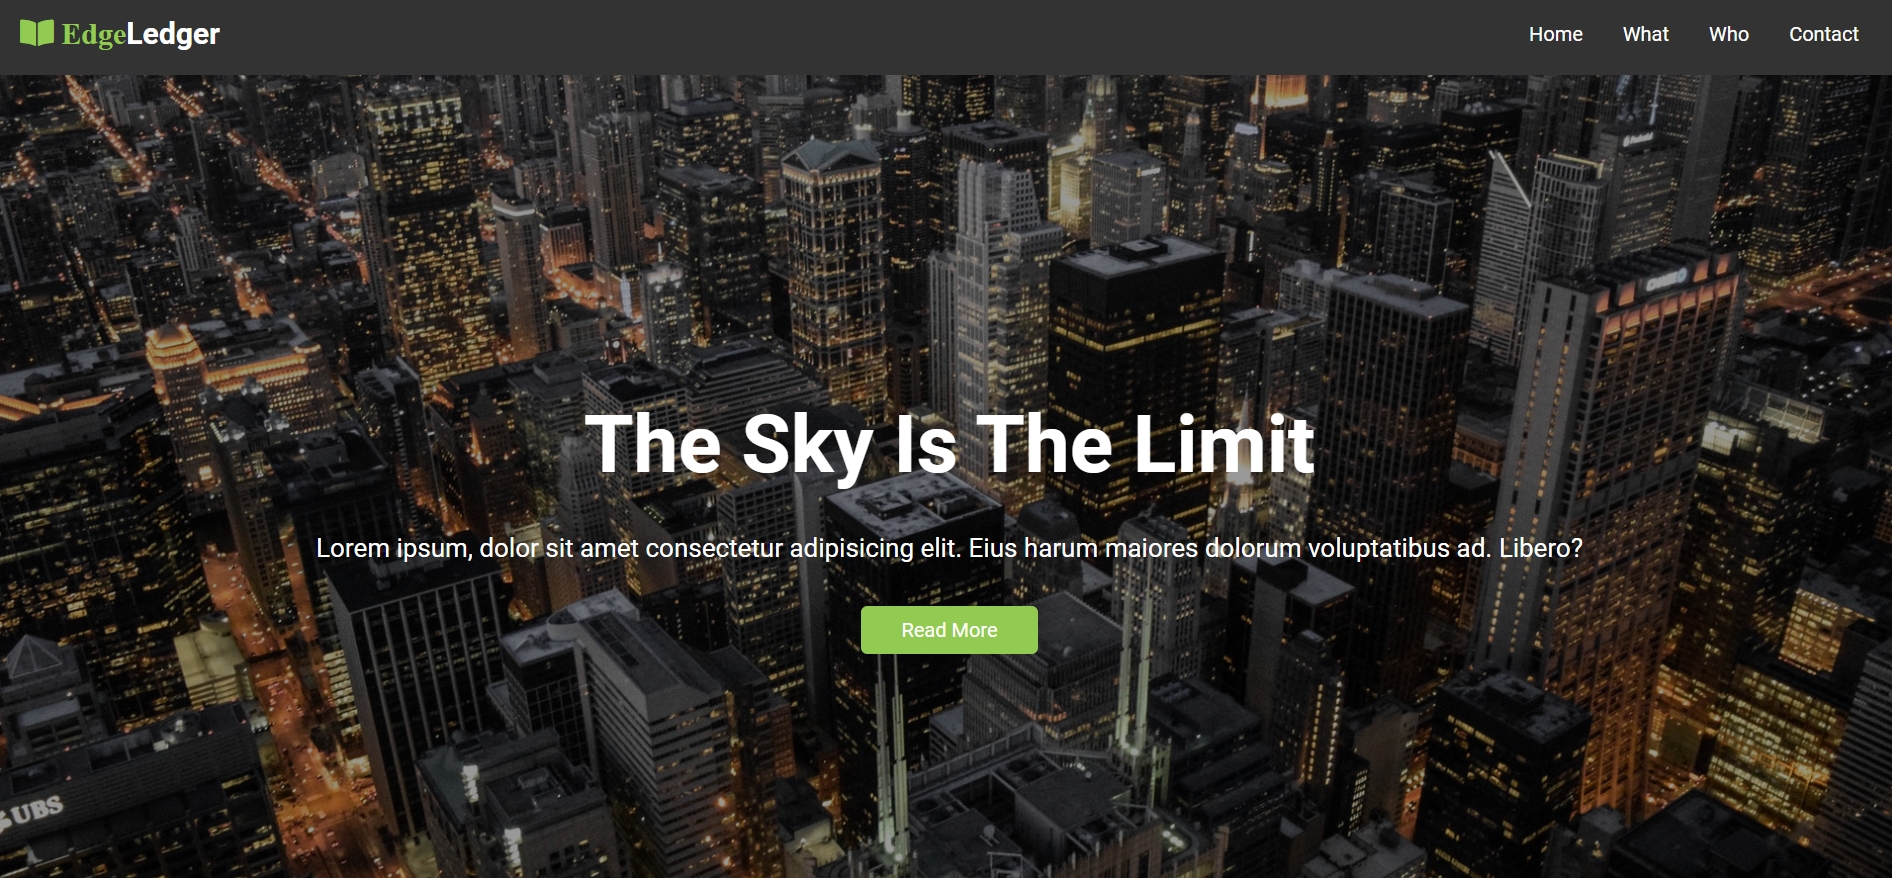 EdgeLedger
Home What Who Contact
The Sky Is The Limit
Lorem ipsum, dolor sit amet consectetur adipisicing elit. Eius harum maiores dolorum voluptatibus ad. Libero?
Read More
UBS